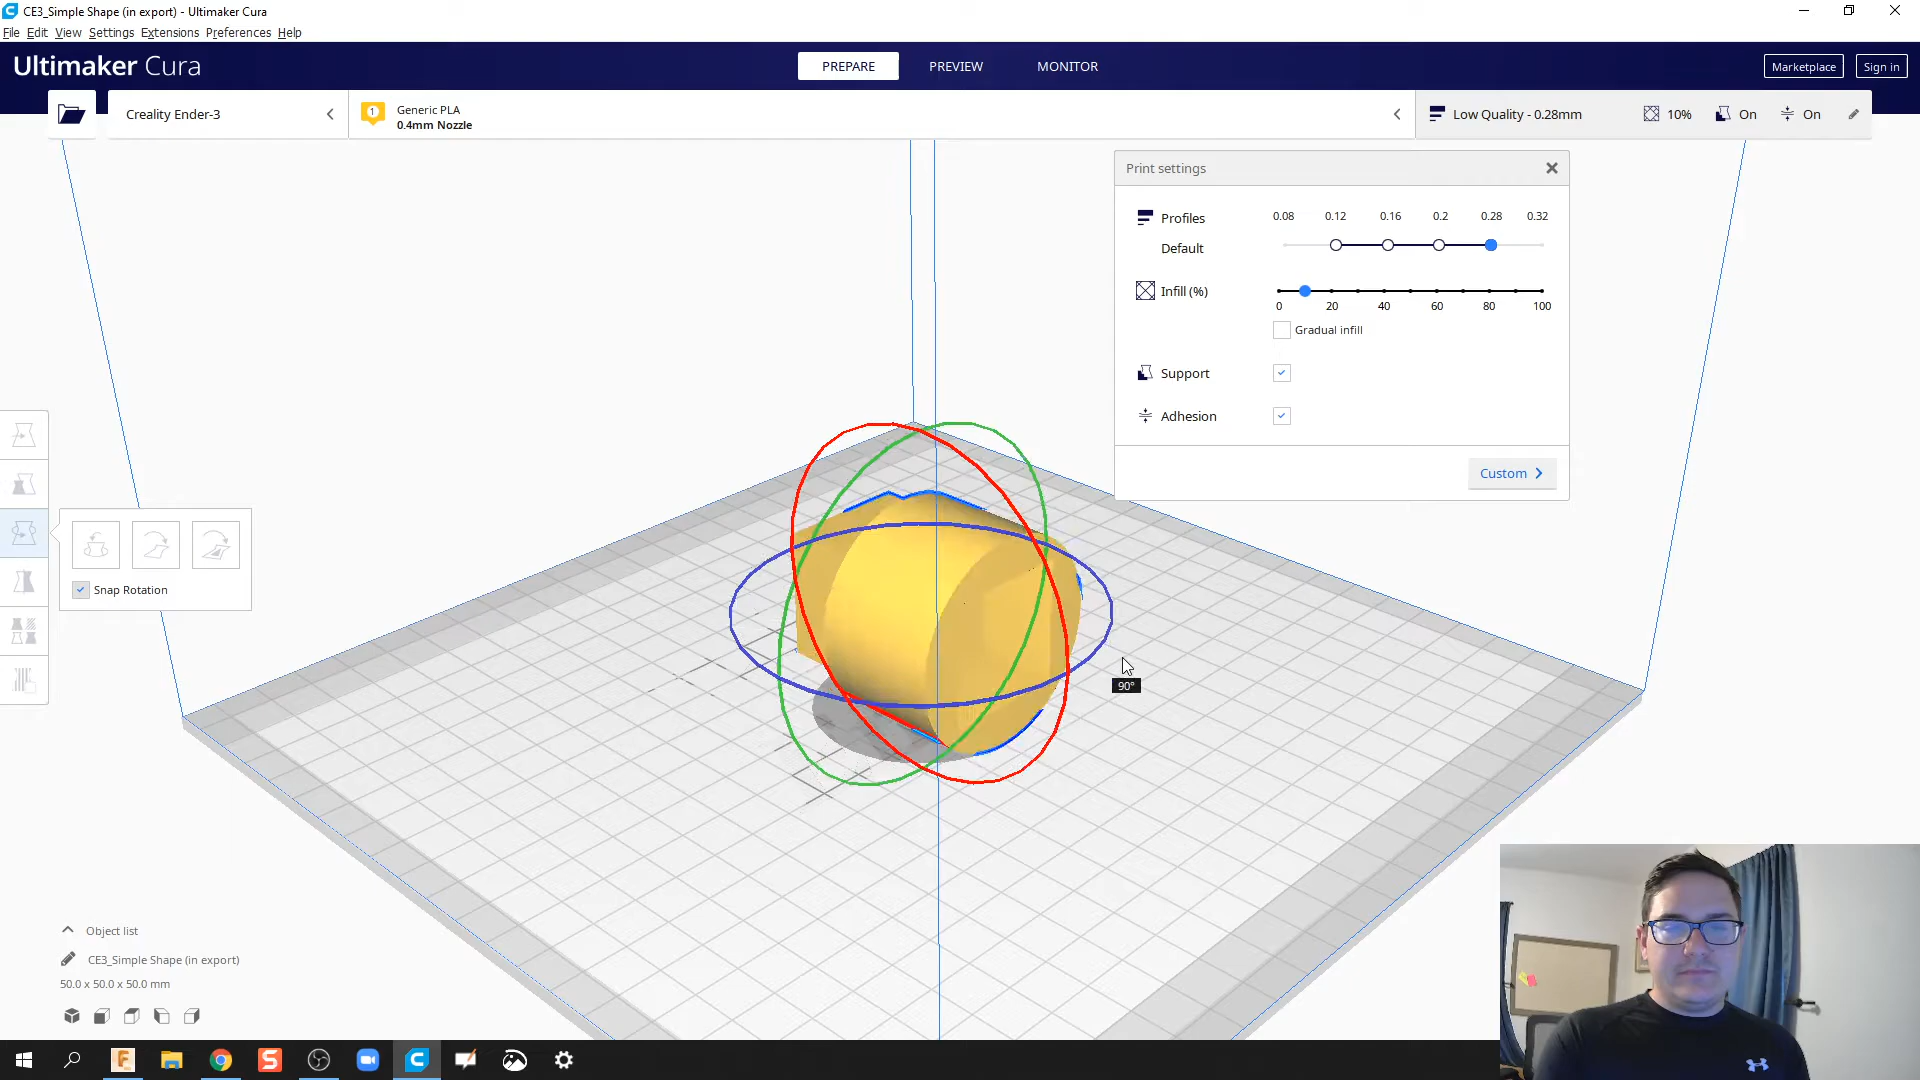 CE3_Simple Shape (in export) - Ultimaker Cura
File Edit View Settings Extensions Preferences Help
Ultimaker Cura
PREPARE
PREVIEW
MONITOR
Marketplace
Sign in
Creality Ender-3
1
Generic PLA
0.4mm Nozzle
Low Quality - 0.28mm
10%
On
On
Print settings
Profiles
0.08 0.12 0.16 0.2 0.28 0.32
Default
Infill (%)
0 20 40 60 80 100
Gradual infill
Support
Adhesion
Custom
Snap Rotation
90°
Object list
CE3_Simple Shape (in export)
50.0 x 50.0 x 50.0 mm